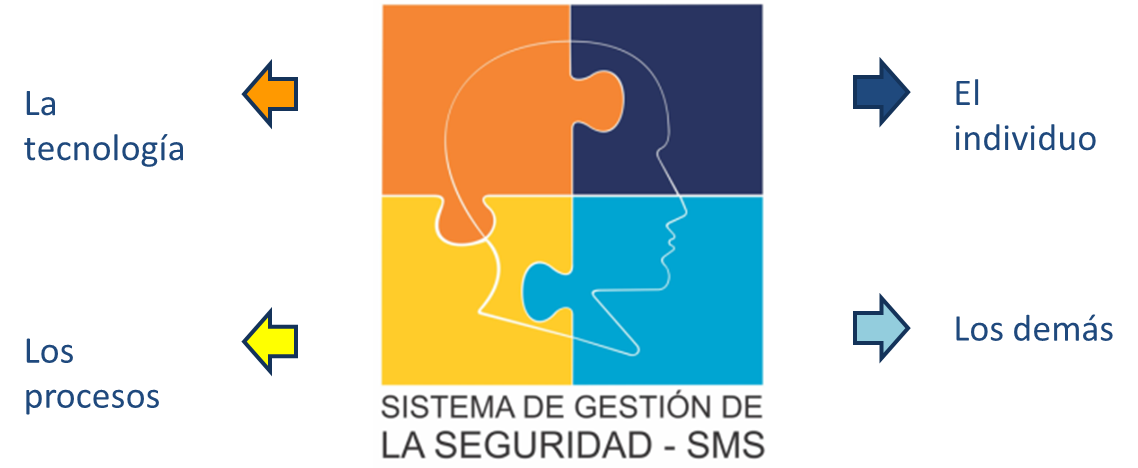 La
tecnología
El
individuo
Los
procesos
Los demás
SISTEMA DE GESTIÓN DE
LA SEGURIDAD - SMS